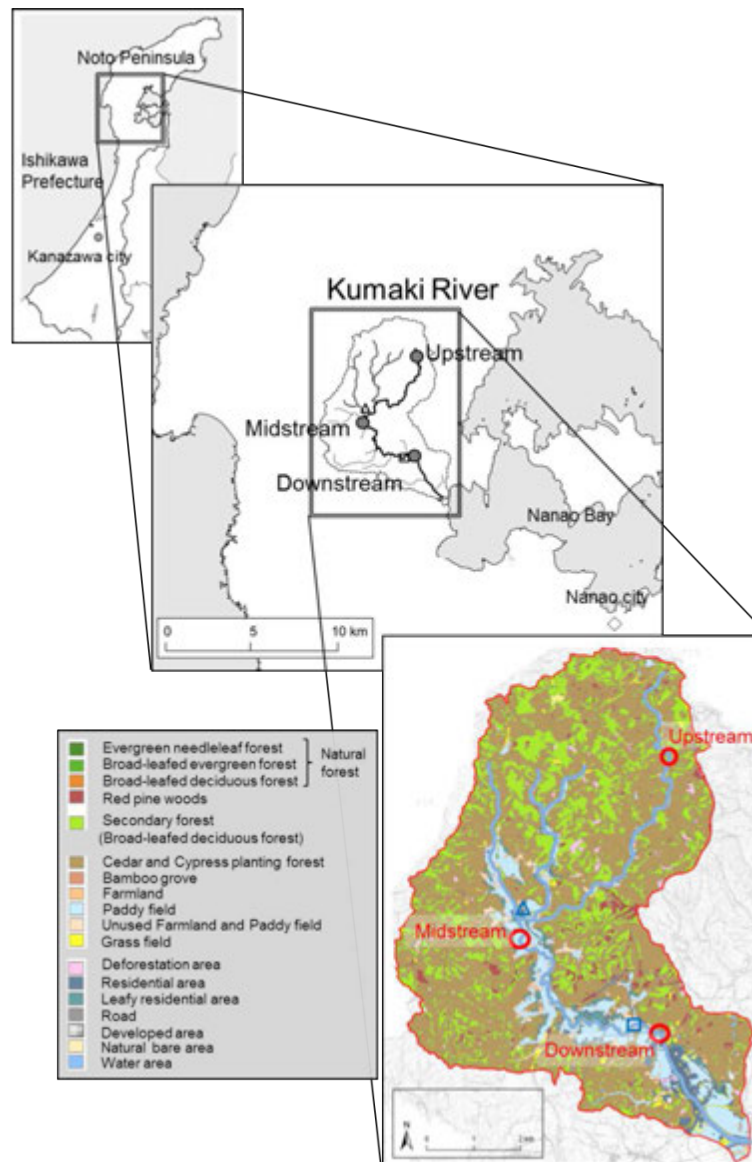 Noto Peninsula
Ishikawa
Prefecture
Kanazawa city
Kumaki River
Upstream
Midstream
Downstream
Nanao Bay
Nanao city
0 5 10 km
Upstream
Midstream
Downstream
N
0 1 2 km
Evergreen needleleaf forest
Broad-leafed evergreen forest
Broad-leafed deciduous forest
Natural
forest
Red pine woods
Secondary forest
(Broad-leafed deciduous forest)
Cedar and Cypress planting forest
Bamboo grove
Farmland
Paddy field
Unused Farmland and Paddy field
Grass field
Deforestation area
Residential area
Leafy residential area
Road
Developed area
Natural bare area
Water area